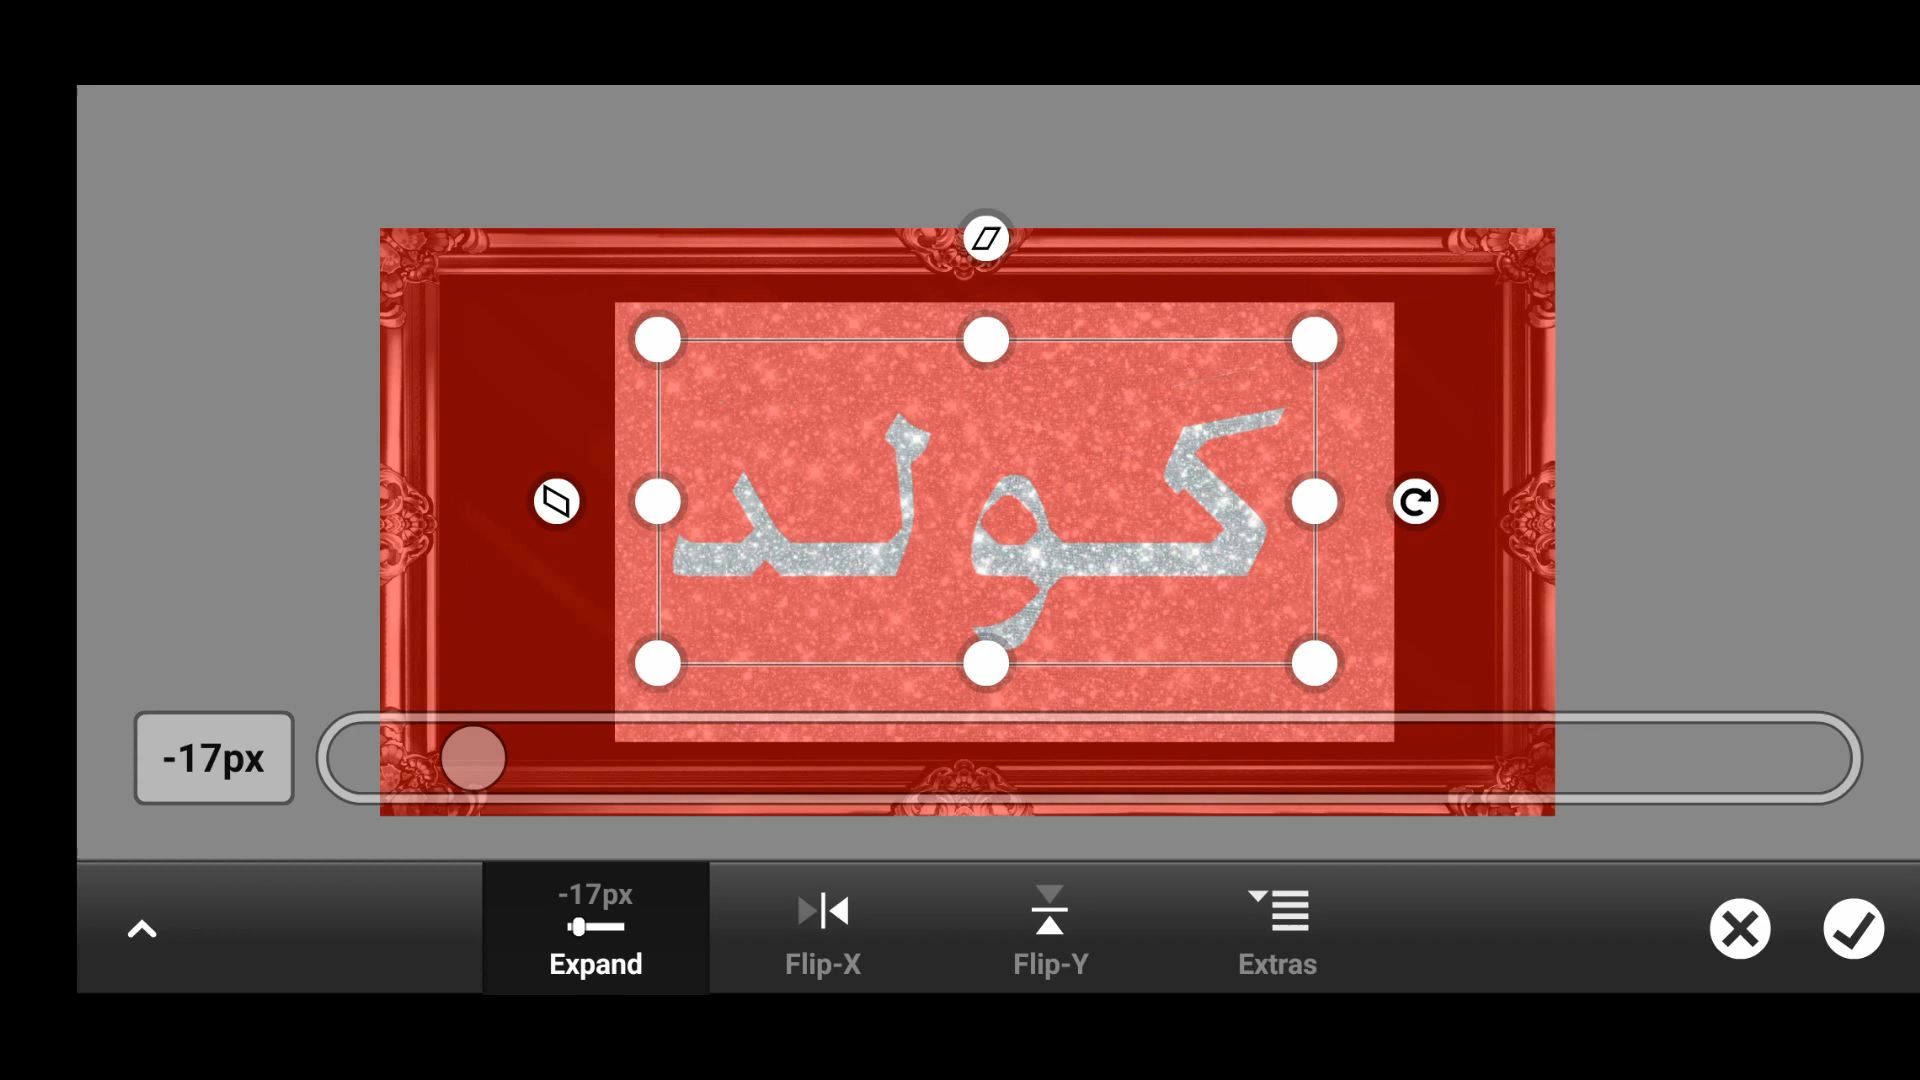 كولد
-17px
-17px
Expand
Flip-X
Flip-Y
Extras